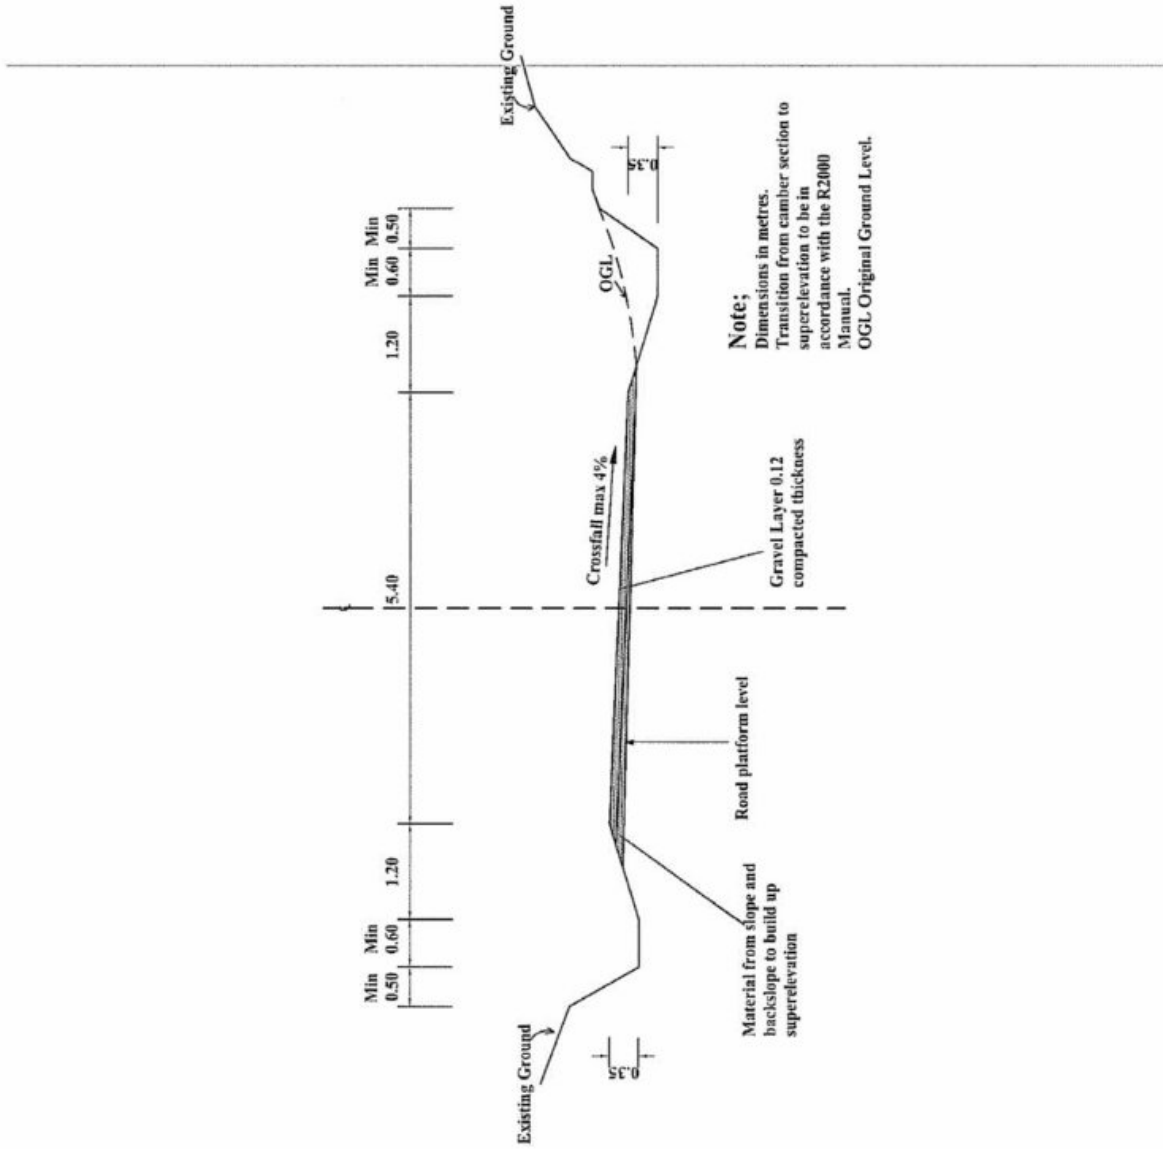 Min
0.50
Min
0.60
1.20
5.40
1.20
Min
0.60
Min
0.50
Existing Ground
0.35
OGL
Crossfall max 4%
Existing Ground
0.35
Material from slope and
backslope to build up
superelevation
Road platform level
Gravel Layer 0.12
compacted thickness
Note;
Dimensions in metres.
Transition from camber section to
superelevation to be in
accordance with the R2000
Manual.
OGL Original Ground Level.